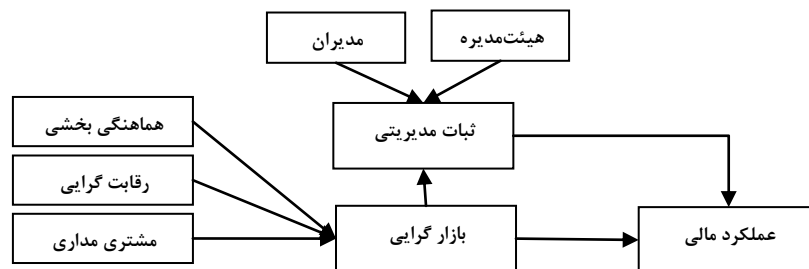 مدیران
هیئت‌مدیره
هماهنگی بخشی
ثبات مدیریتی
رقابت گرایی
مشتری مداری
بازار گرایی
عملکرد مالی